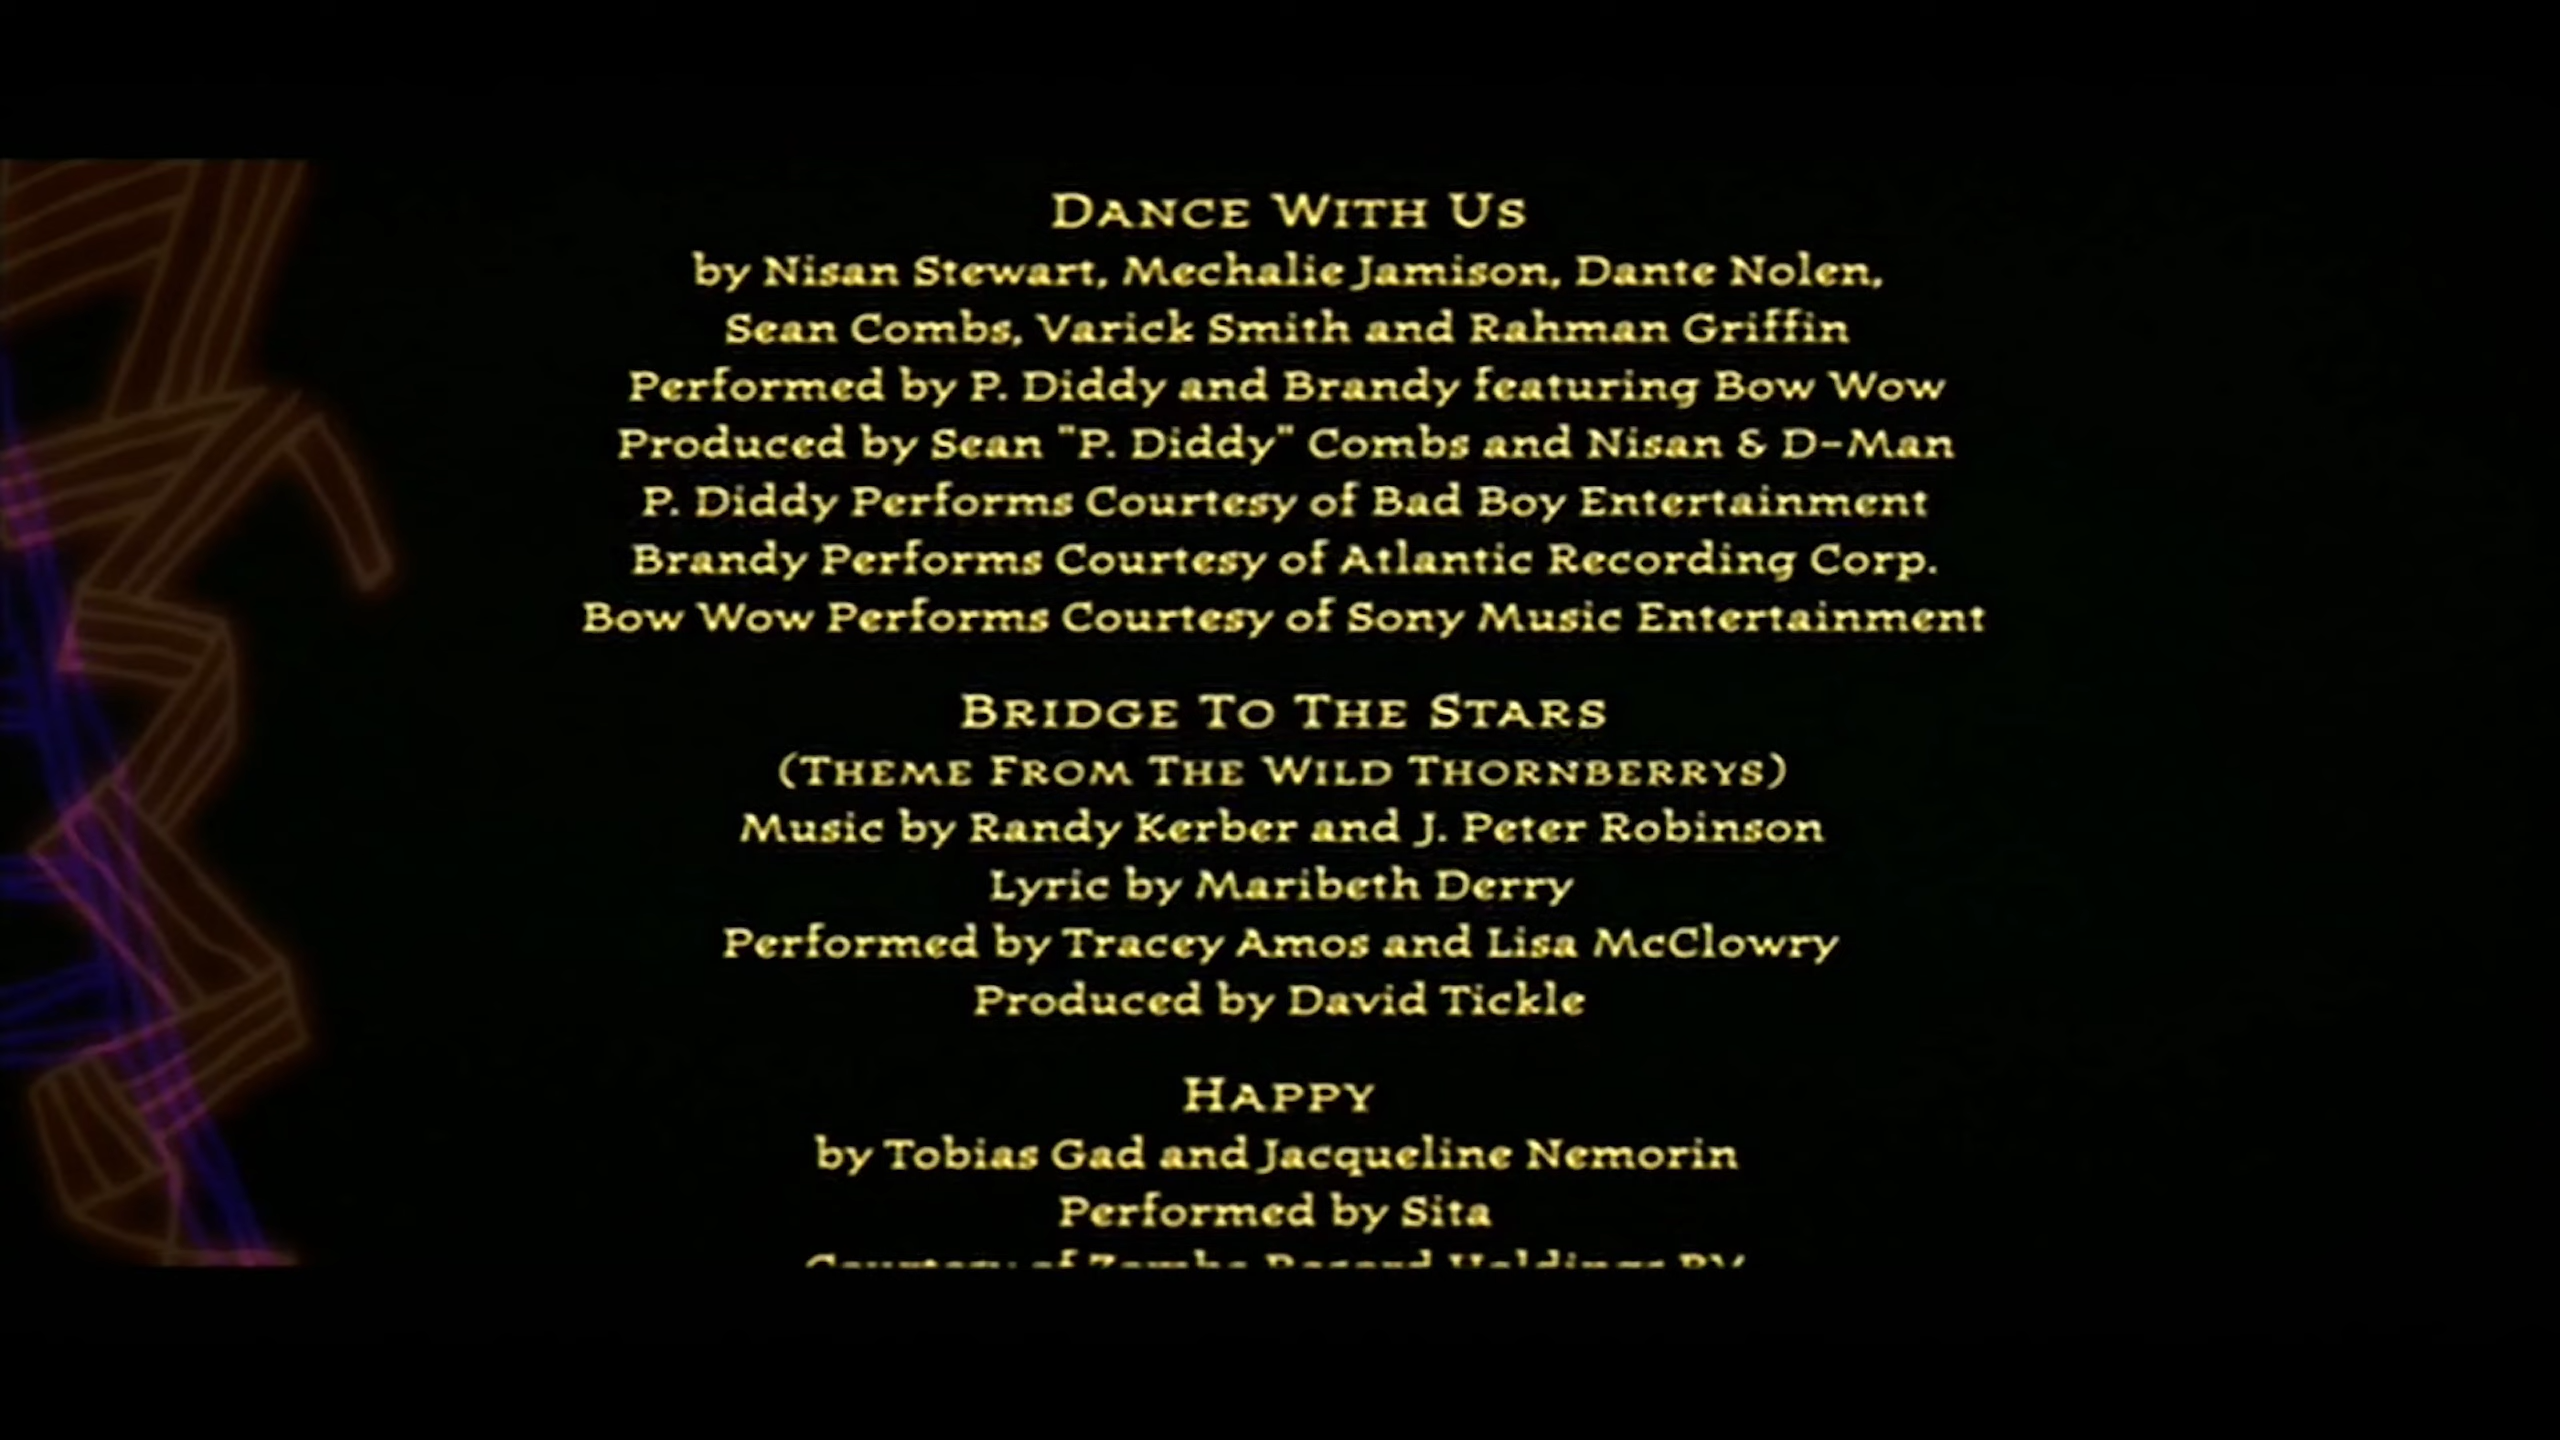 DANCE WITH US
by Nisan Stewart, Mechalie Jamison, Dante Nolen,
Sean Combs, Varick Smith and Rahman Griffin
Performed by P. Diddy and Brandy featuring Bow Wow
Produced by Sean "P. Diddy" Combs and Nisan & D-Man
P. Diddy Performs Courtesy of Bad Boy Entertainment
Brandy Performs Courtesy of Atlantic Recording Corp.
Bow Wow Performs Courtesy of Sony Music Entertainment
BRIDGE TO THE STARS
(THEME FROM THE WILD THORNBERRYS)
Music by Randy Kerber and J. Peter Robinson
Lyric by Maribeth Derry
Performed by Tracey Amos and Lisa McClowry
Produced by David Tickle
HAPPY
by Tobias Gad and Jacqueline Nemorin
Performed by Sita